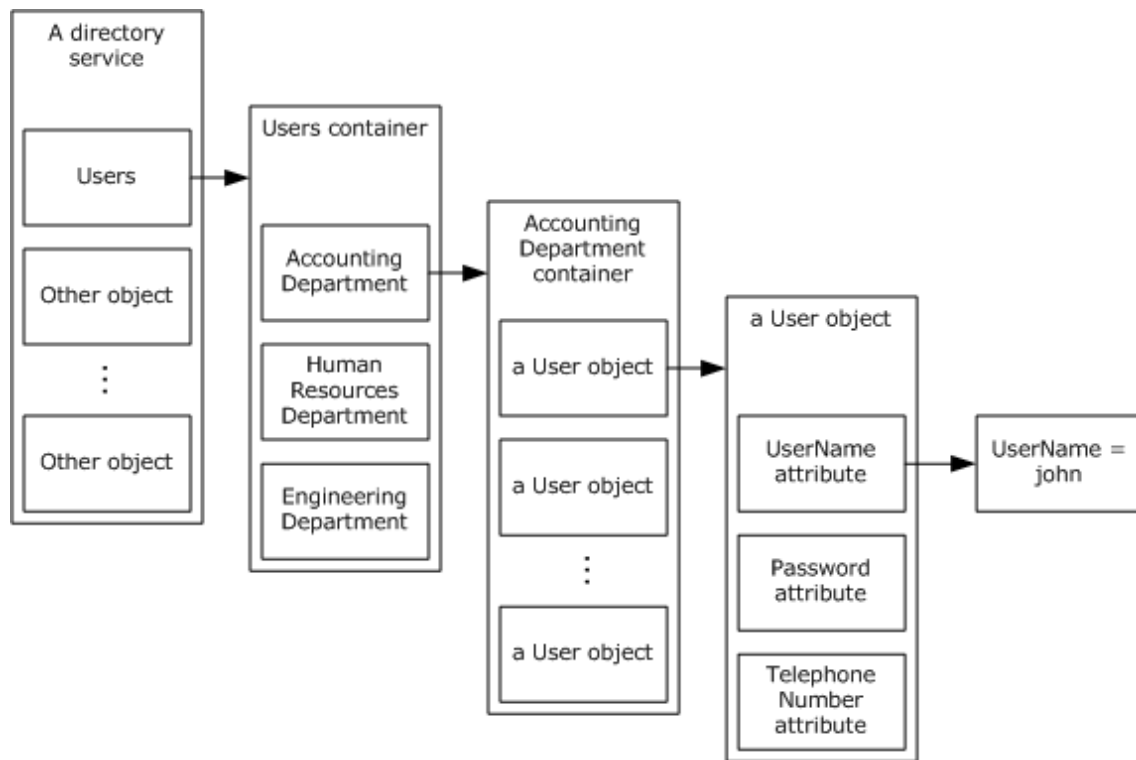 A directory
service
Users
Other object
⋮
Other object
Users container
Accounting
Department
Human
Resources
Department
Engineering
Department
Accounting
Department
container
a User object
a User object
⋮
a User object
a User object
UserName
attribute
Password
attribute
Telephone
Number
attribute
UserName =
john